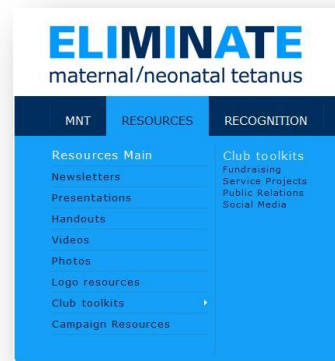 ELIMINATE
maternal/neonatal tetanus
MNT RESOURCES RECOGNITION
Resources Main
Newsletters
Presentations
Handouts
Videos
Photos
Logo resources
Club toolkits
Campaign Resources
Club toolkits
Fundraising
Service Projects
Public Relations
Social Media